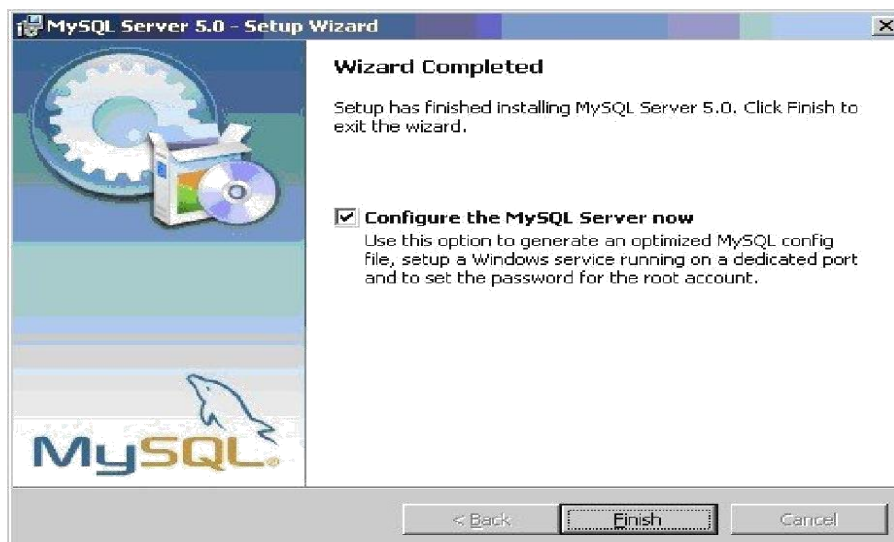 MySQL Server 5.0 - Setup Wizard
Wizard Completed
Setup has finished installing MySQL Server 5.0. Click Finish to
exit the wizard.
Configure the MySQL Server now
Use this option to generate an optimized MySQL config
file, setup a Windows service running on a dedicated port
and to set the password for the root account.
MySQL®
< Back
Finish
Cancel